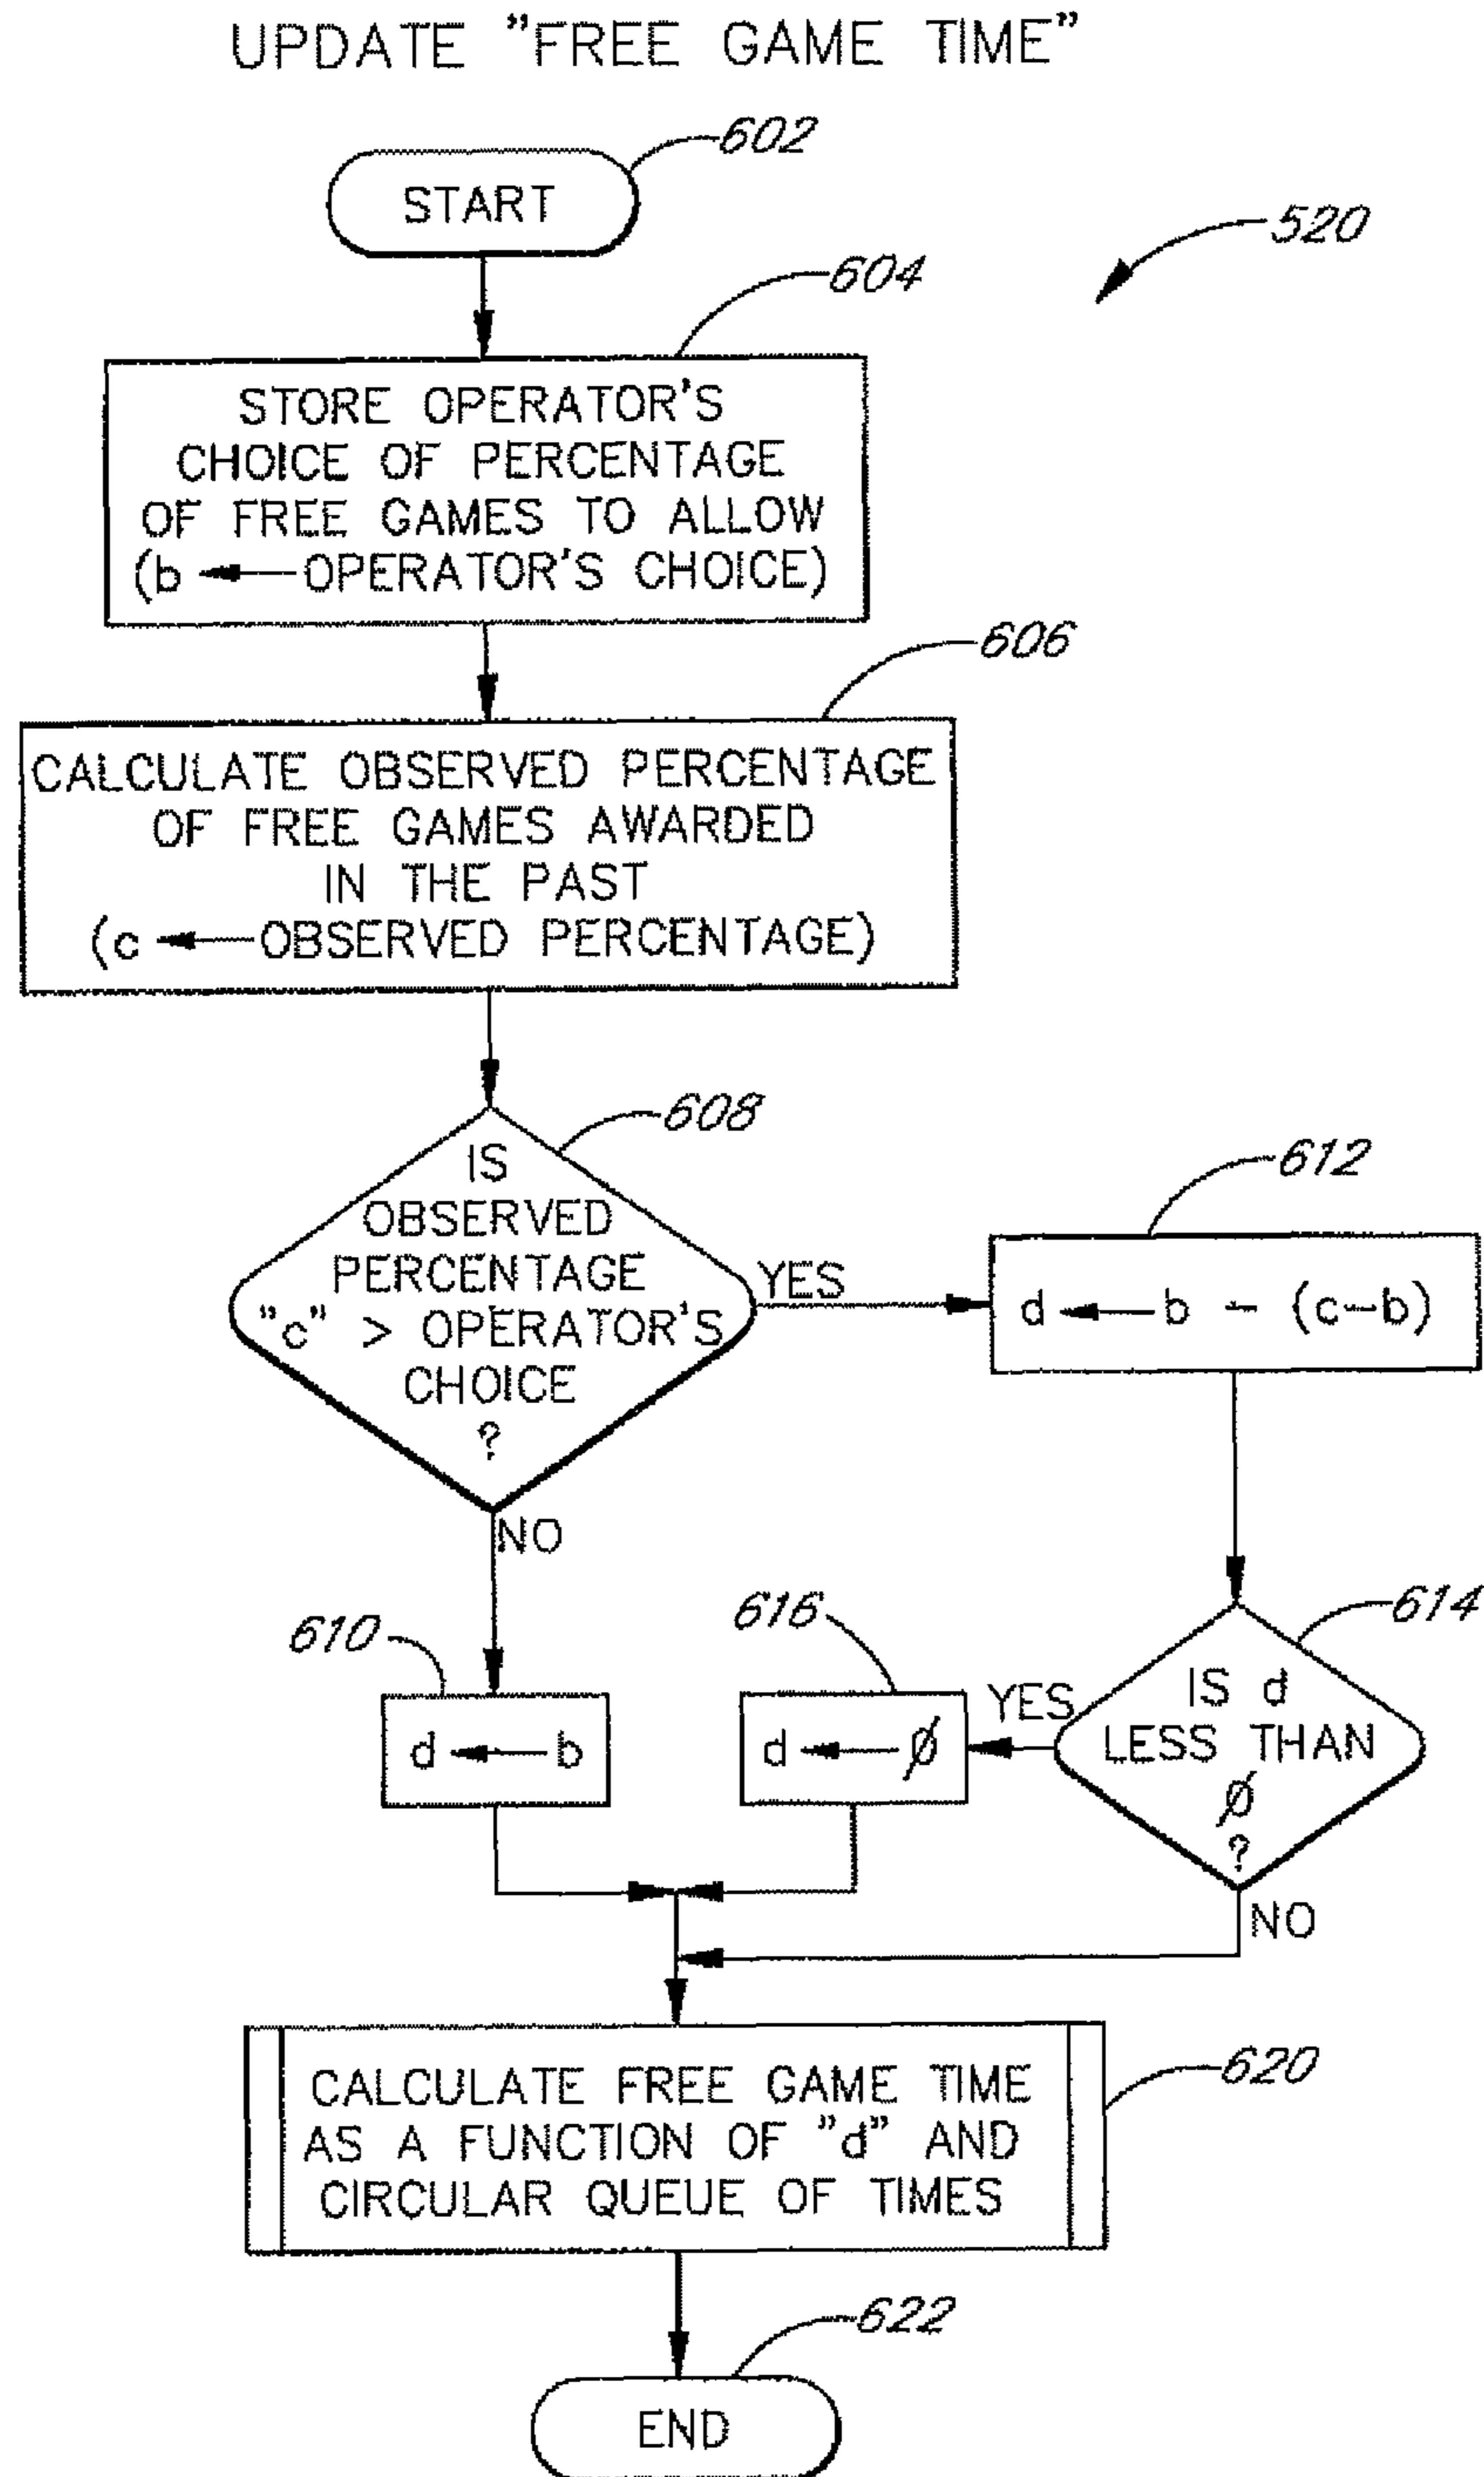 UPDATE "FREE GAME TIME"
602
START
520
604
STORE OPERATOR'S
CHOICE OF PERCENTAGE
OF FREE GAMES TO ALLOW
(b ← OPERATOR'S CHOICE)
606
CALCULATE OBSERVED PERCENTAGE
OF FREE GAMES AWARDED
IN THE PAST
(c ← OBSERVED PERCENTAGE)
608
IS
OBSERVED
PERCENTAGE
"c" > OPERATOR'S
CHOICE
?
YES
NO
612
d ← b - (c-b)
610
d ← b
616
d ← ∅
YES
614
IS d
LESS THAN
∅
?
NO
620
CALCULATE FREE GAME TIME
AS A FUNCTION OF "d" AND
CIRCULAR QUEUE OF TIMES
622
END